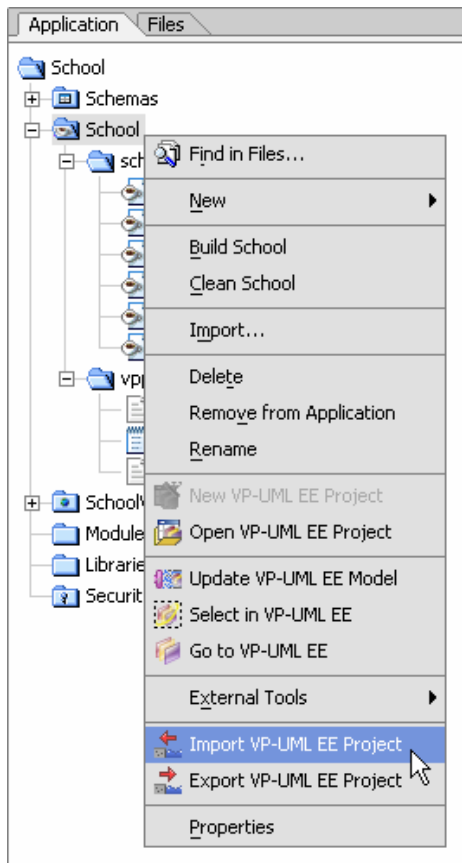 Application Files
School
Schemas
School
sch
Find in Files...
New
Build School
Clean School
Import...
Delete
vpp
Remove from Application
Rename
New VP-UML EE Project
SchoolW
Open VP-UML EE Project
Module
Librarie
Update VP-UML EE Model
Securit
Select in VP-UML EE
Go to VP-UML EE
External Tools
Import VP-UML EE Project
Export VP-UML EE Project
Properties